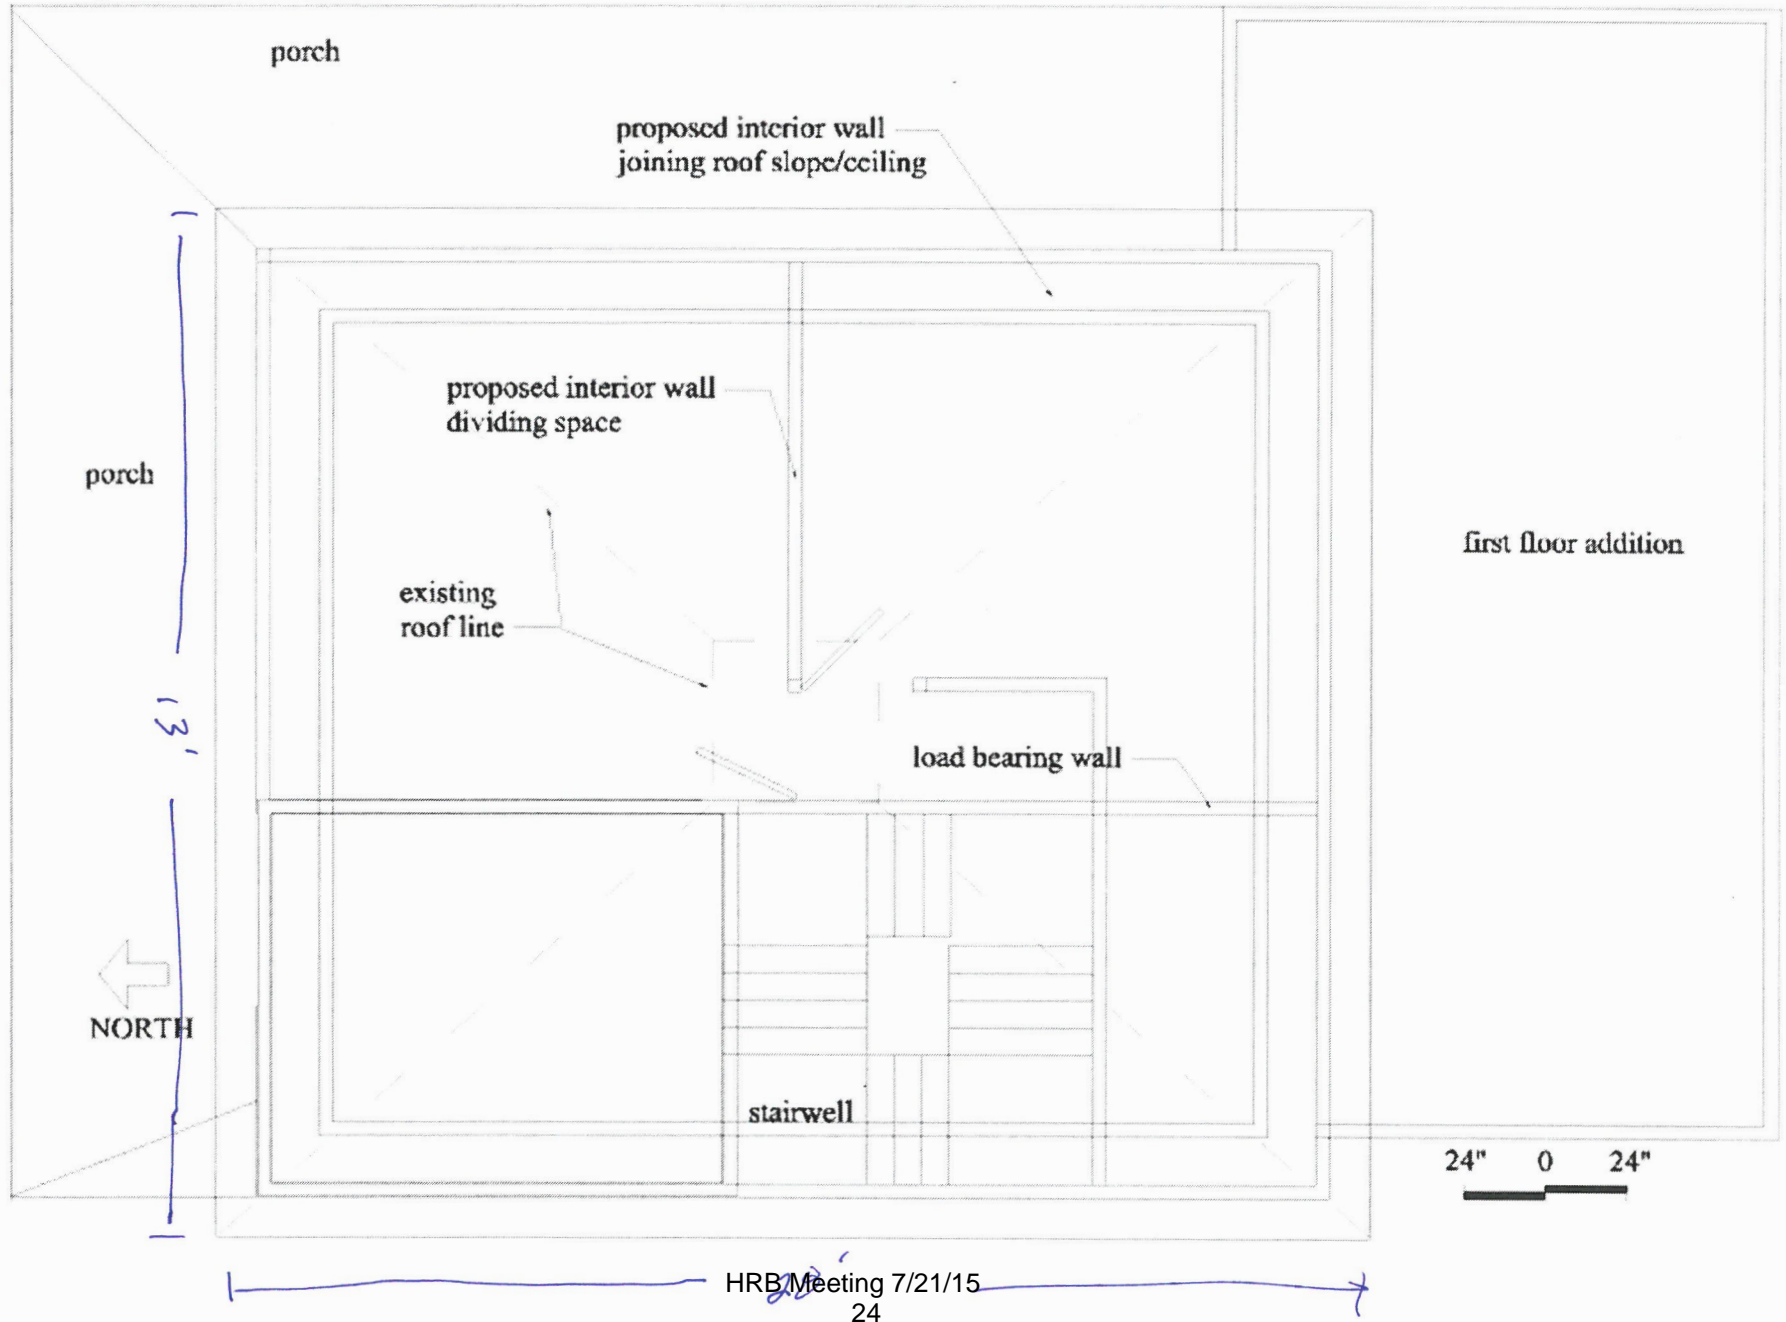 porch
proposed interior wall
joining roof slope/ceiling
proposed interior wall
dividing space
porch
first floor addition
existing
roof line
13'
load bearing wall
NORTH
stairwell
24" 0 24"
HRB Meeting 7/21/15
24